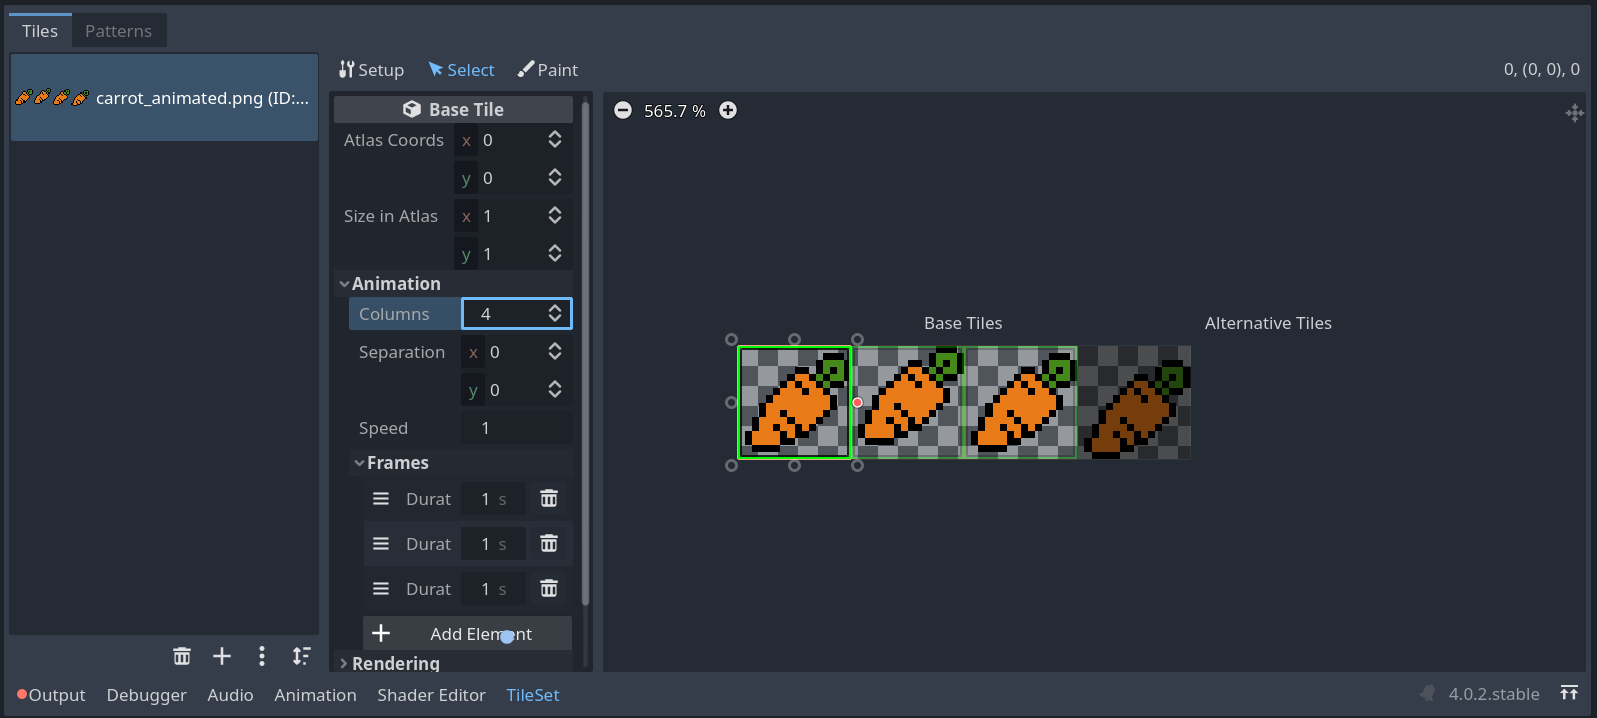 Tiles Patterns
carrot_animated.png (ID:...
Setup Select Paint
0, (0, 0), 0
Base Tile
Atlas Coords x 0
y 0
Size in Atlas x 1
y 1
Animation
Columns 4
Separation x 0
y 0
Speed 1
Frames
Durat 1 s
Durat 1 s
Durat 1 s
Add Element
Rendering
565.7 %
Base Tiles Alternative Tiles
Output Debugger Audio Animation Shader Editor TileSet 4.0.2.stable